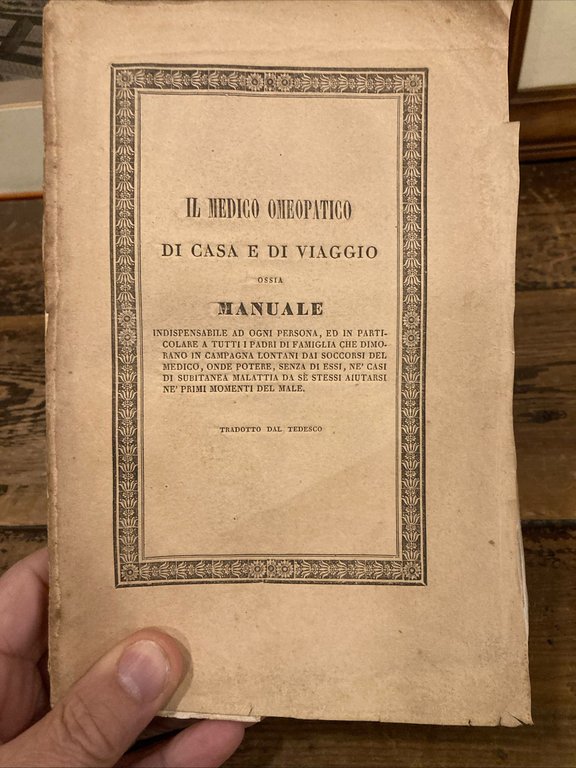 IL MEDICO OMEOPATICO
DI CASA E DI VIAGGIO
OSSIA
MANUALE
INDISPENSABILE AD OGNI PERSONA, ED IN PARTI-
COLARE A TUTTI I PADRI DI FAMIGLIA CHE DIMO-
RANO IN CAMPAGNA LONTANI DAI SOCCORSI DEL
MEDICO, ONDE POTERE, SENZA DI ESSI, NE' CASI
DI SUBITANEA MALATTIA DA SÈ STESSI AIUTARSI
NE' PRIMI MOMENTI DEL MALE.
TRADOTTO DAL TEDESCO